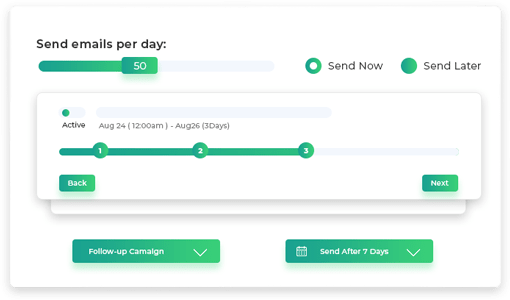 Send emails per day:
50
Send Now
Send Later
Active
Aug 24 ( 12:00am ) - Aug26 (3Days)
1
2
3
Back
Next
Follow-up Camaign
Send After 7 Days